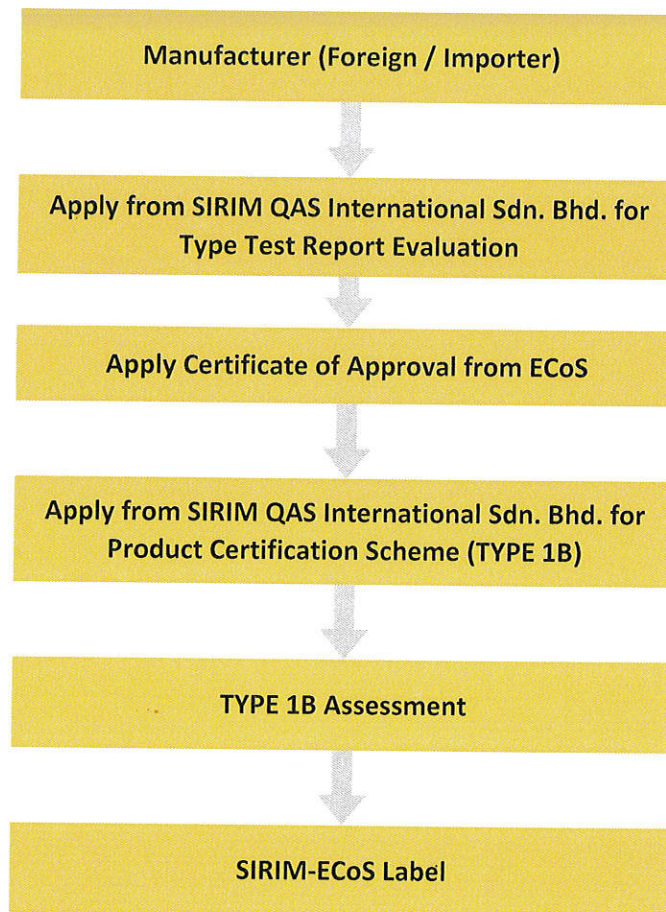 Manufacturer (Foreign / Importer)
Apply from SIRIM QAS International Sdn. Bhd. for
Type Test Report Evaluation
Apply Certificate of Approval from ECoS
Apply from SIRIM QAS International Sdn. Bhd. for
Product Certification Scheme (TYPE 1B)
TYPE 1B Assessment
SIRIM-ECoS Label